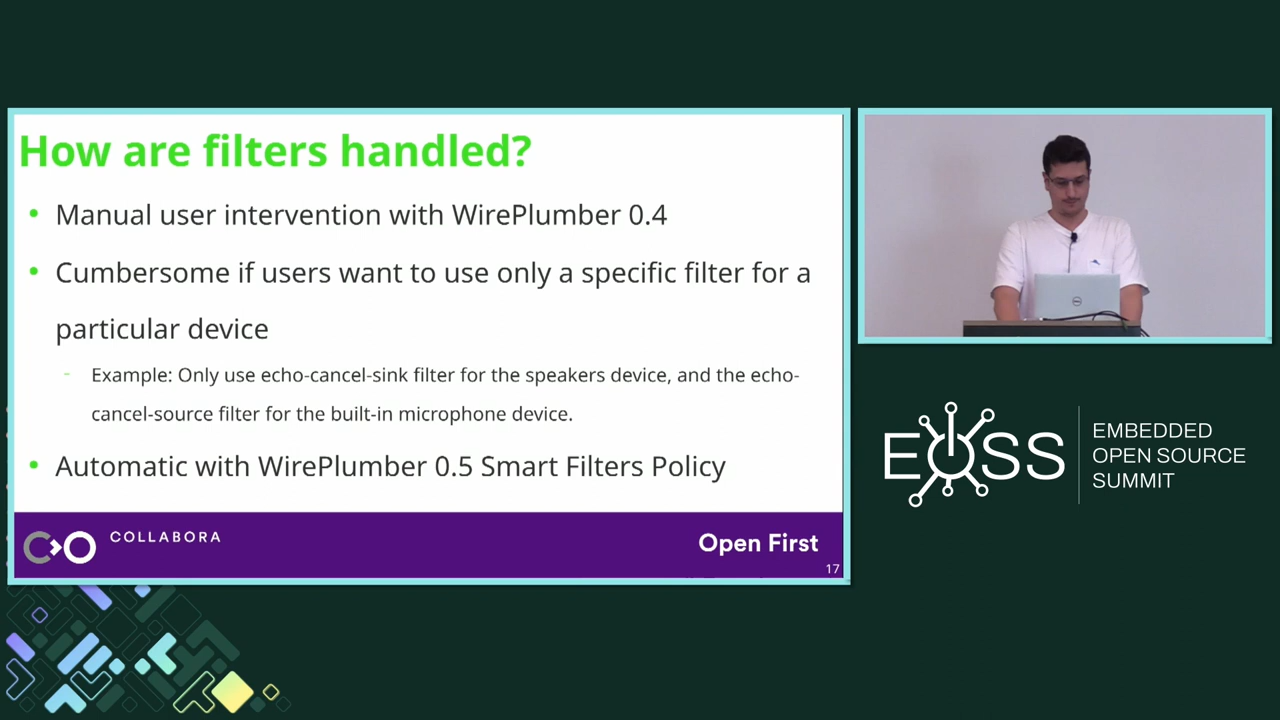 How are filters handled?
• Manual user intervention with WirePlumber 0.4
• Cumbersome if users want to use only a specific filter for a
particular device
- Example: Only use echo-cancel-sink filter for the speakers device, and the echo-
cancel-source filter for the built-in microphone device.
• Automatic with WirePlumber 0.5 Smart Filters Policy
COLLABORA
Open First
17
DELL
EOSS
EMBEDDED
OPEN SOURCE
SUMMIT